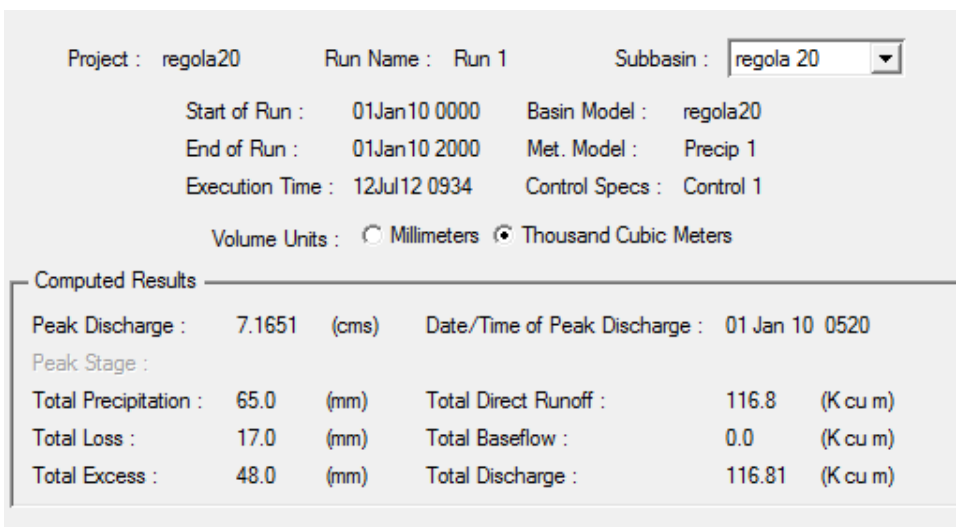 Project : regola20 Run Name : Run 1 Subbasin : regola 20
Start of Run : 01Jan10 0000 Basin Model : regola20
End of Run : 01Jan10 2000 Met. Model : Precip 1
Execution Time : 12Jul12 0934 Control Specs : Control 1
Volume Units : Millimeters Thousand Cubic Meters
Computed Results
Peak Discharge : 7.1651 (cms) Date/Time of Peak Discharge : 01 Jan 10 0520
Peak Stage :
Total Precipitation : 65.0 (mm) Total Direct Runoff : 116.8 (K cu m)
Total Loss : 17.0 (mm) Total Baseflow : 0.0 (K cu m)
Total Excess : 48.0 (mm) Total Discharge : 116.81 (K cu m)